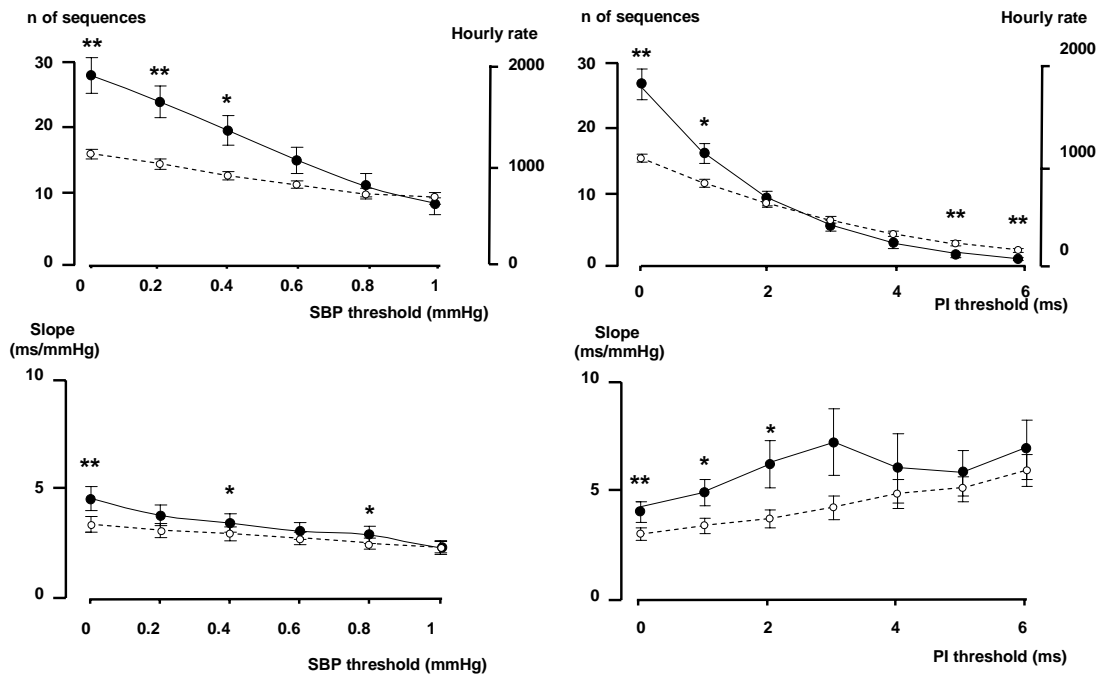 n of sequences
Hourly rate
**
**
*
30
20
10
0
2000
1000
0
0 0.2 0.4 0.6 0.8 1
SBP threshold (mmHg)
n of sequences
Hourly rate
**
*
**
**
30
20
10
0
2000
1000
0
0 2 4 6
PI threshold (ms)
Slope
(ms/mmHg)
10
5
0
**
*
*
0 0.2 0.4 0.6 0.8 1
SBP threshold (mmHg)
Slope
(ms/mmHg)
10
5
0
**
*
*
0 2 4 6
PI threshold (ms)